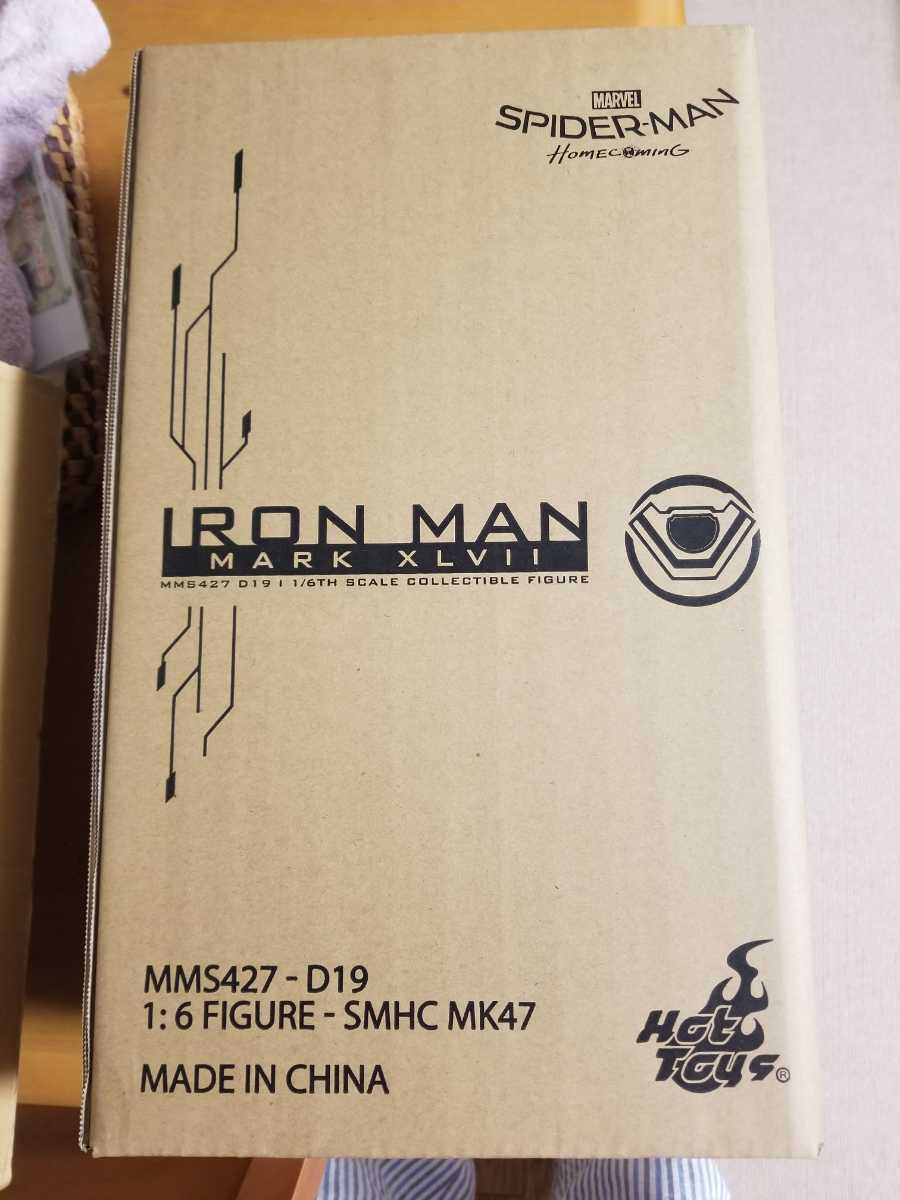 MARVEL
SPIDER-MAN
HOMECOMING
IRON MAN
MARK XLVII
MMS427 D19 | 1/6TH SCALE COLLECTIBLE FIGURE
MMS427 - D19
1: 6 FIGURE - SMHC MK47
MADE IN CHINA
Hot
Toys®